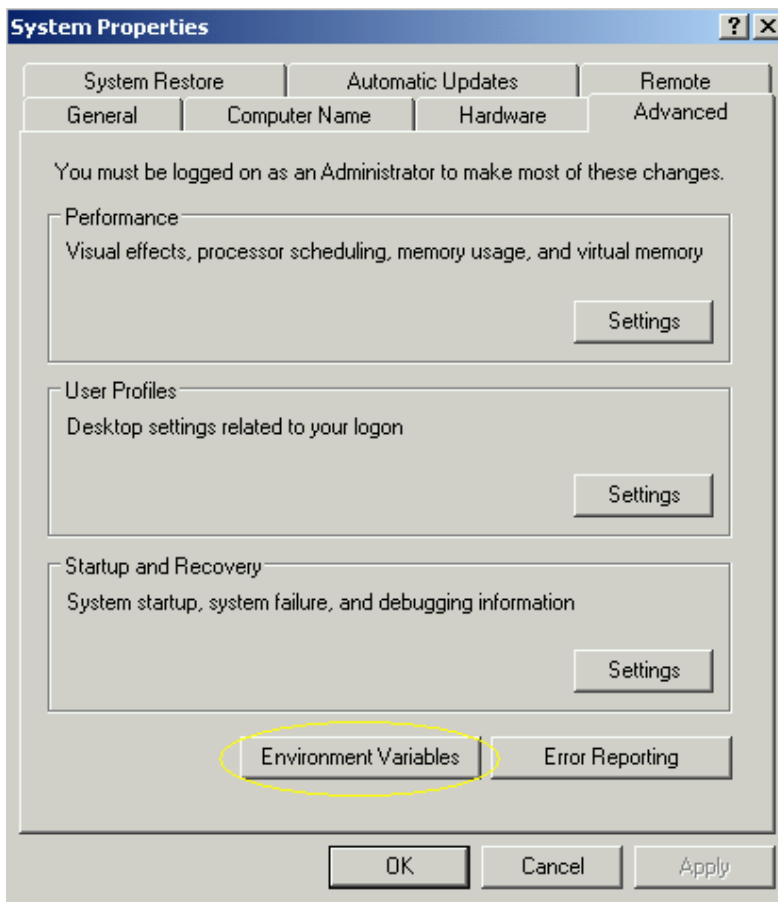 System Properties
System Restore
Automatic Updates
Remote
General
Computer Name
Hardware
Advanced
You must be logged on as an Administrator to make most of these changes.
Performance
Visual effects, processor scheduling, memory usage, and virtual memory
Settings
User Profiles
Desktop settings related to your logon
Settings
Startup and Recovery
System startup, system failure, and debugging information
Settings
Environment Variables
Error Reporting
OK
Cancel
Apply